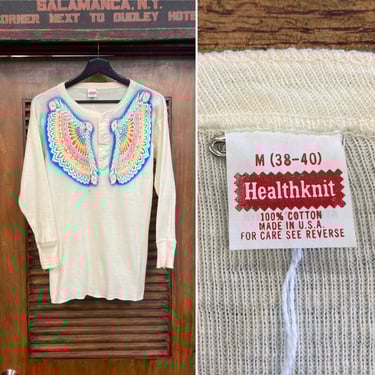 SALAMANCA, N.Y.
CORNER NEXT TO DUDLEY HOTEL
M (38-40)
Healthknit
100% COTTON
MADE IN U.S.A.
FOR CARE SEE REVERSE